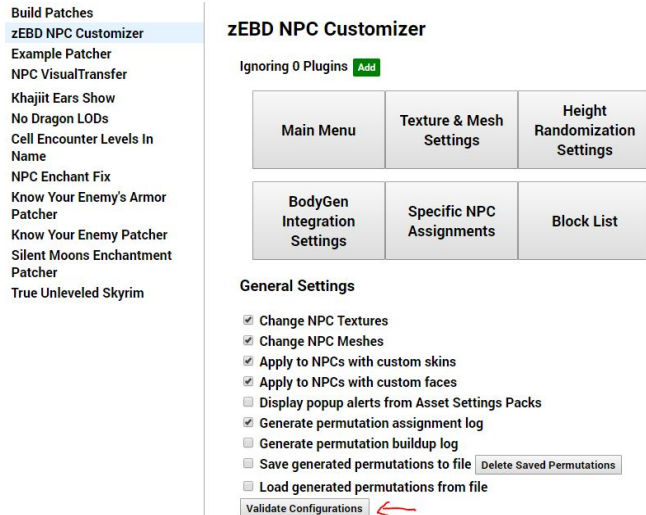 Build Patches
zEBD NPC Customizer
Example Patcher
NPC VisualTransfer
Khajiit Ears Show
No Dragon LODs
Cell Encounter Levels In
Name
NPC Enchant Fix
Know Your Enemy's Armor
Patcher
Know Your Enemy Patcher
Silent Moons Enchantment
Patcher
True Unleveled Skyrim
zEBD NPC Customizer
Ignoring 0 Plugins Add
Main Menu
Texture & Mesh
Settings
Height
Randomization
Settings
BodyGen
Integration
Settings
Specific NPC
Assignments
Block List
General Settings
Change NPC Textures
Change NPC Meshes
Apply to NPCs with custom skins
Apply to NPCs with custom faces
Display popup alerts from Asset Settings Packs
Generate permutation assignment log
Generate permutation buildup log
Save generated permutations to file Delete Saved Permutations
Load generated permutations from file
Validate Configurations